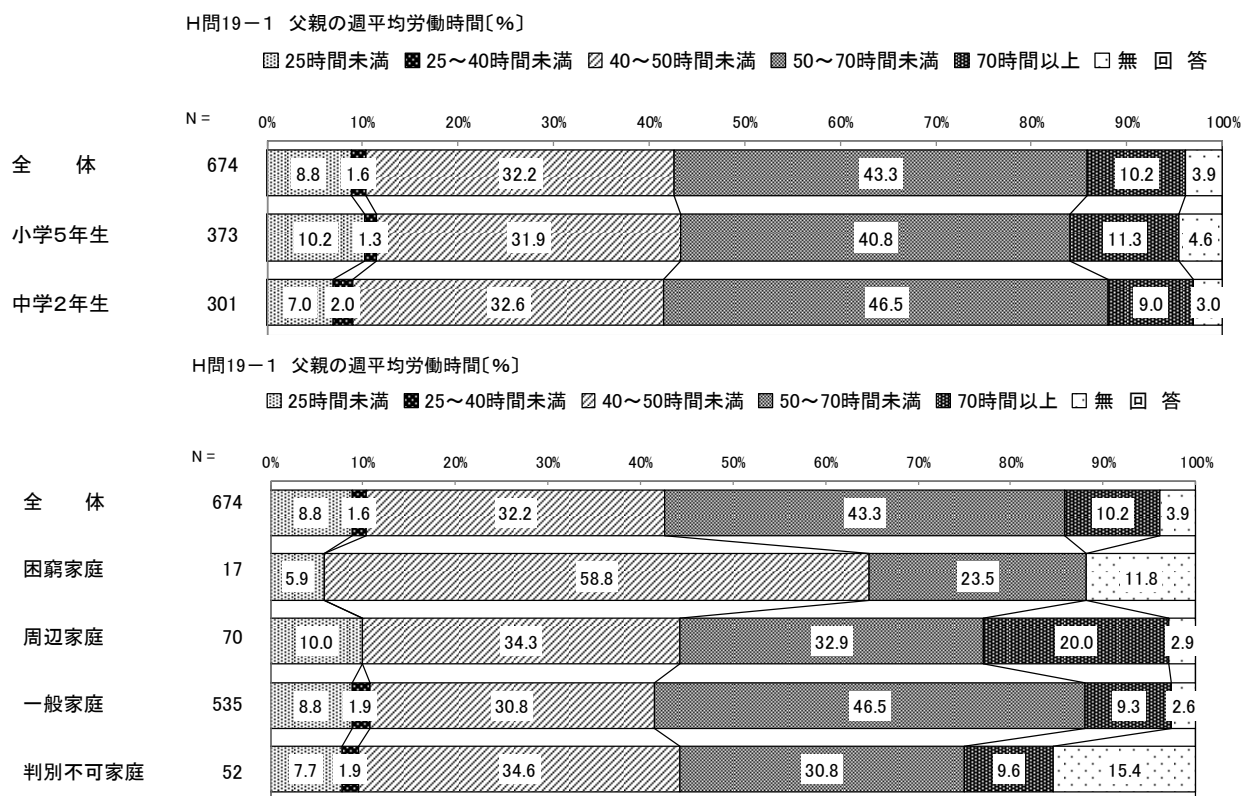 H問19－1 父親の週平均労働時間〔%〕
25時間未満 25～40時間未満 40～50時間未満 50～70時間未満 70時間以上 無 回 答
N = 0% 10% 20% 30% 40% 50% 60% 70% 80% 90% 100%
全 体 674 8.8 1.6 32.2 43.3 10.2 3.9
小学5年生 373 10.2 1.3 31.9 40.8 11.3 4.6
中学2年生 301 7.0 2.0 32.6 46.5 9.0 3.0
H問19－1 父親の週平均労働時間〔%〕
25時間未満 25～40時間未満 40～50時間未満 50～70時間未満 70時間以上 無 回 答
N = 0% 10% 20% 30% 40% 50% 60% 70% 80% 90% 100%
全 体 674 8.8 1.6 32.2 43.3 10.2 3.9
困窮家庭 17 5.9 58.8 23.5 11.8
周辺家庭 70 10.0 34.3 32.9 20.0 2.9
一般家庭 535 8.8 1.9 30.8 46.5 9.3 2.6
判別不可家庭 52 7.7 1.9 34.6 30.8 9.6 15.4